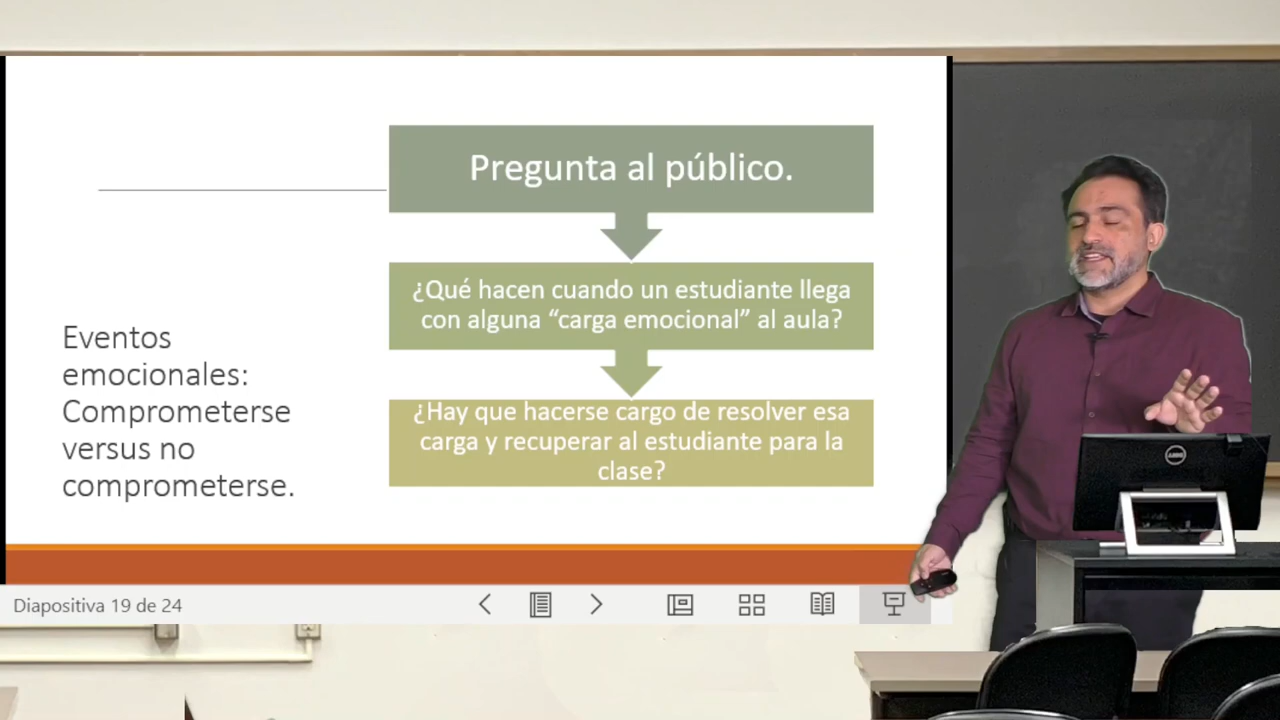 Pregunta al público.
¿Qué hacen cuando un estudiante llega
con alguna “carga emocional” al aula?
¿Hay que hacerse cargo de resolver esa
carga y recuperar al estudiante para la
clase?
Eventos
emocionales:
Comprometerse
versus no
comprometerse.
Diapositiva 19 de 24
DELL